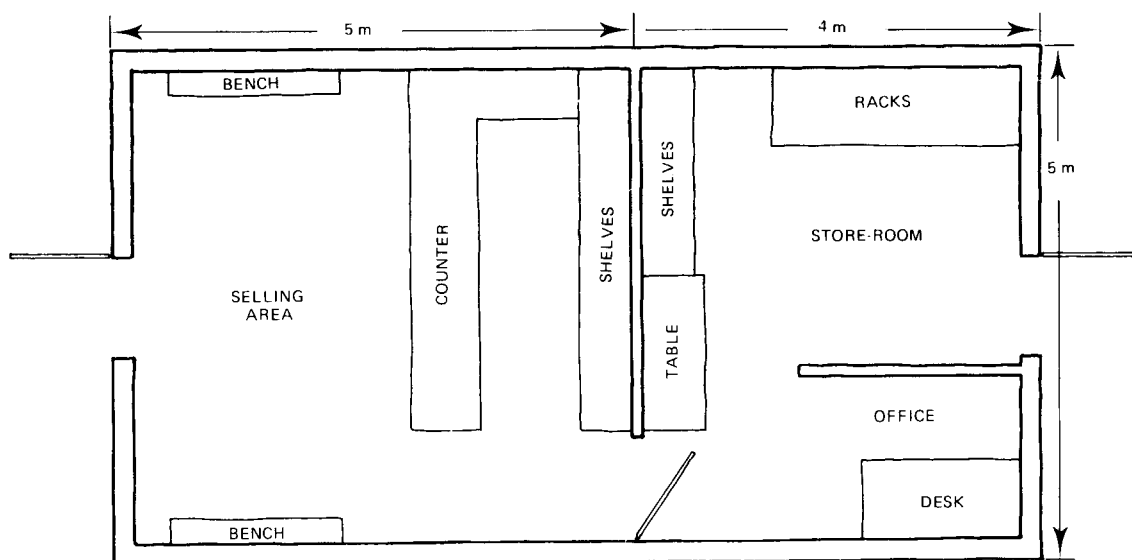 5 m
4 m
BENCH
RACKS
SHELVES
5 m
STORE-ROOM
COUNTER
SHELVES
SELLING
AREA
TABLE
OFFICE
DESK
BENCH